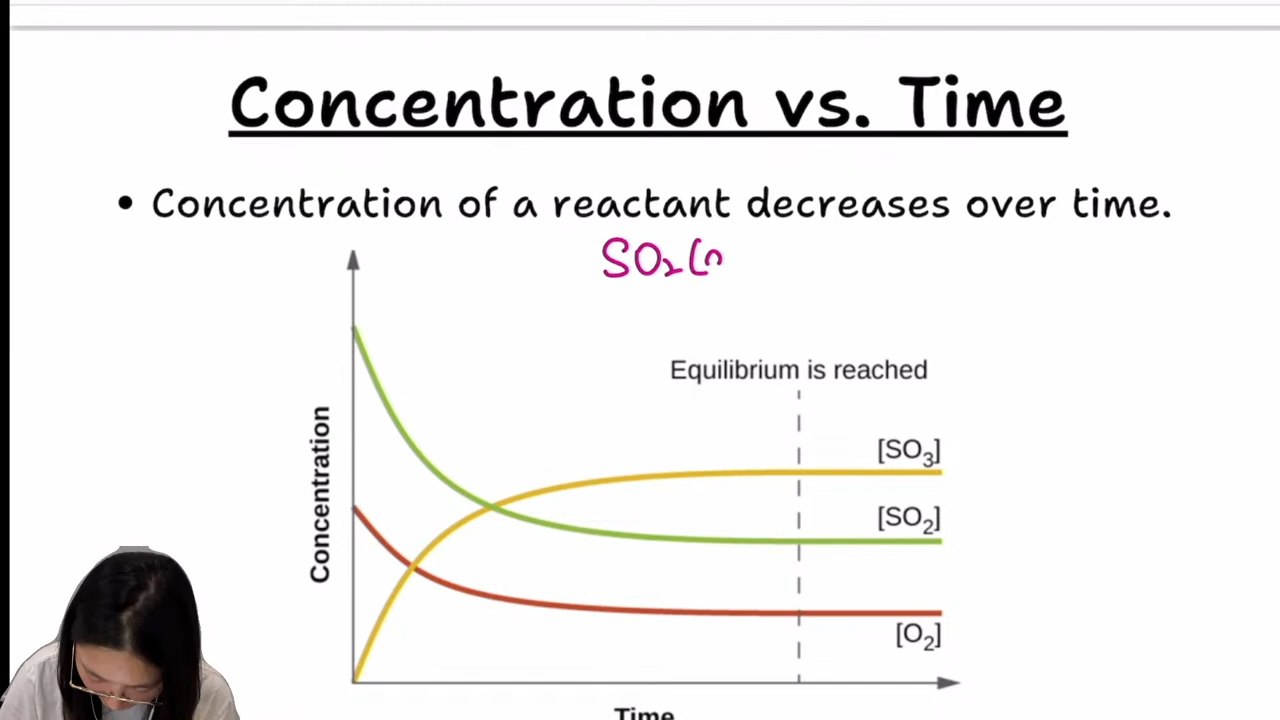 Concentration vs. Time
• Concentration of a reactant decreases over time.
SO₂(
Equilibrium is reached
[SO₃]
[SO₂]
[O₂]
Concentration
Time